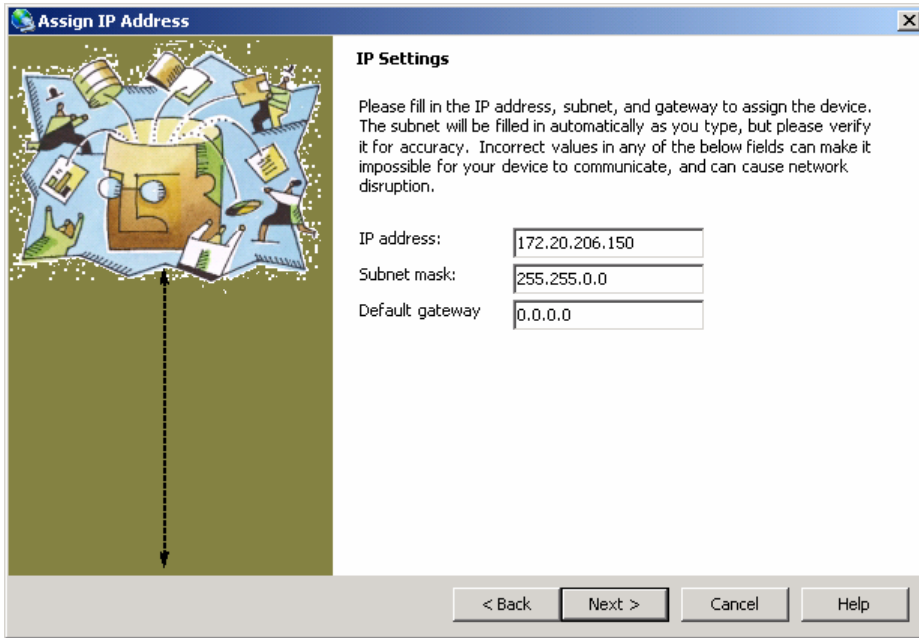 Assign IP Address
IP Settings
Please fill in the IP address, subnet, and gateway to assign the device.
The subnet will be filled in automatically as you type, but please verify
it for accuracy.  Incorrect values in any of the below fields can make it
impossible for your device to communicate, and can cause network
disruption.
IP address: 172.20.206.150
Subnet mask: 255.255.0.0
Default gateway 0.0.0.0
< Back Next > Cancel Help